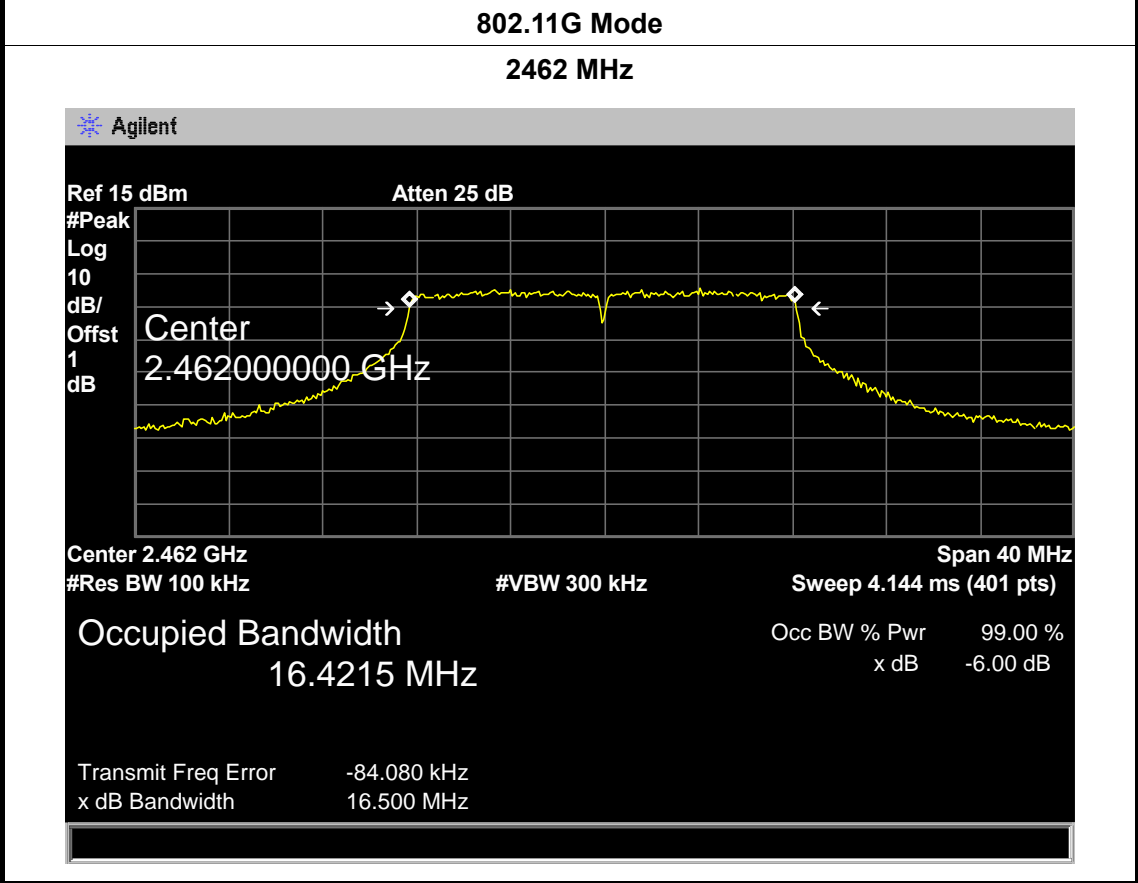 802.11G Mode
2462 MHz
Agilent
Ref 15 dBm Atten 25 dB
#Peak
Log
10
dB/
Offst
1
dB
Center
2.462000000 GHz
Center 2.462 GHz Span 40 MHz
#Res BW 100 kHz #VBW 300 kHz Sweep 4.144 ms (401 pts)
Occupied Bandwidth Occ BW % Pwr 99.00 %
16.4215 MHz x dB -6.00 dB
Transmit Freq Error -84.080 kHz
x dB Bandwidth 16.500 MHz